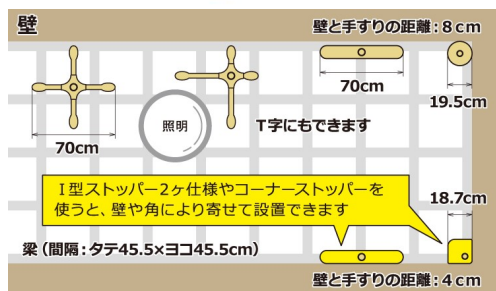 壁
壁と手すりの距離:8cm
70cm
19.5cm
照明
T字にもできます
70cm
I型ストッパー2ヶ仕様やコーナーストッパーを
使うと、壁や角により寄せて設置できます
18.7cm
梁(間隔:タテ45.5×ヨコ45.5cm)
壁と手すりの距離:4cm